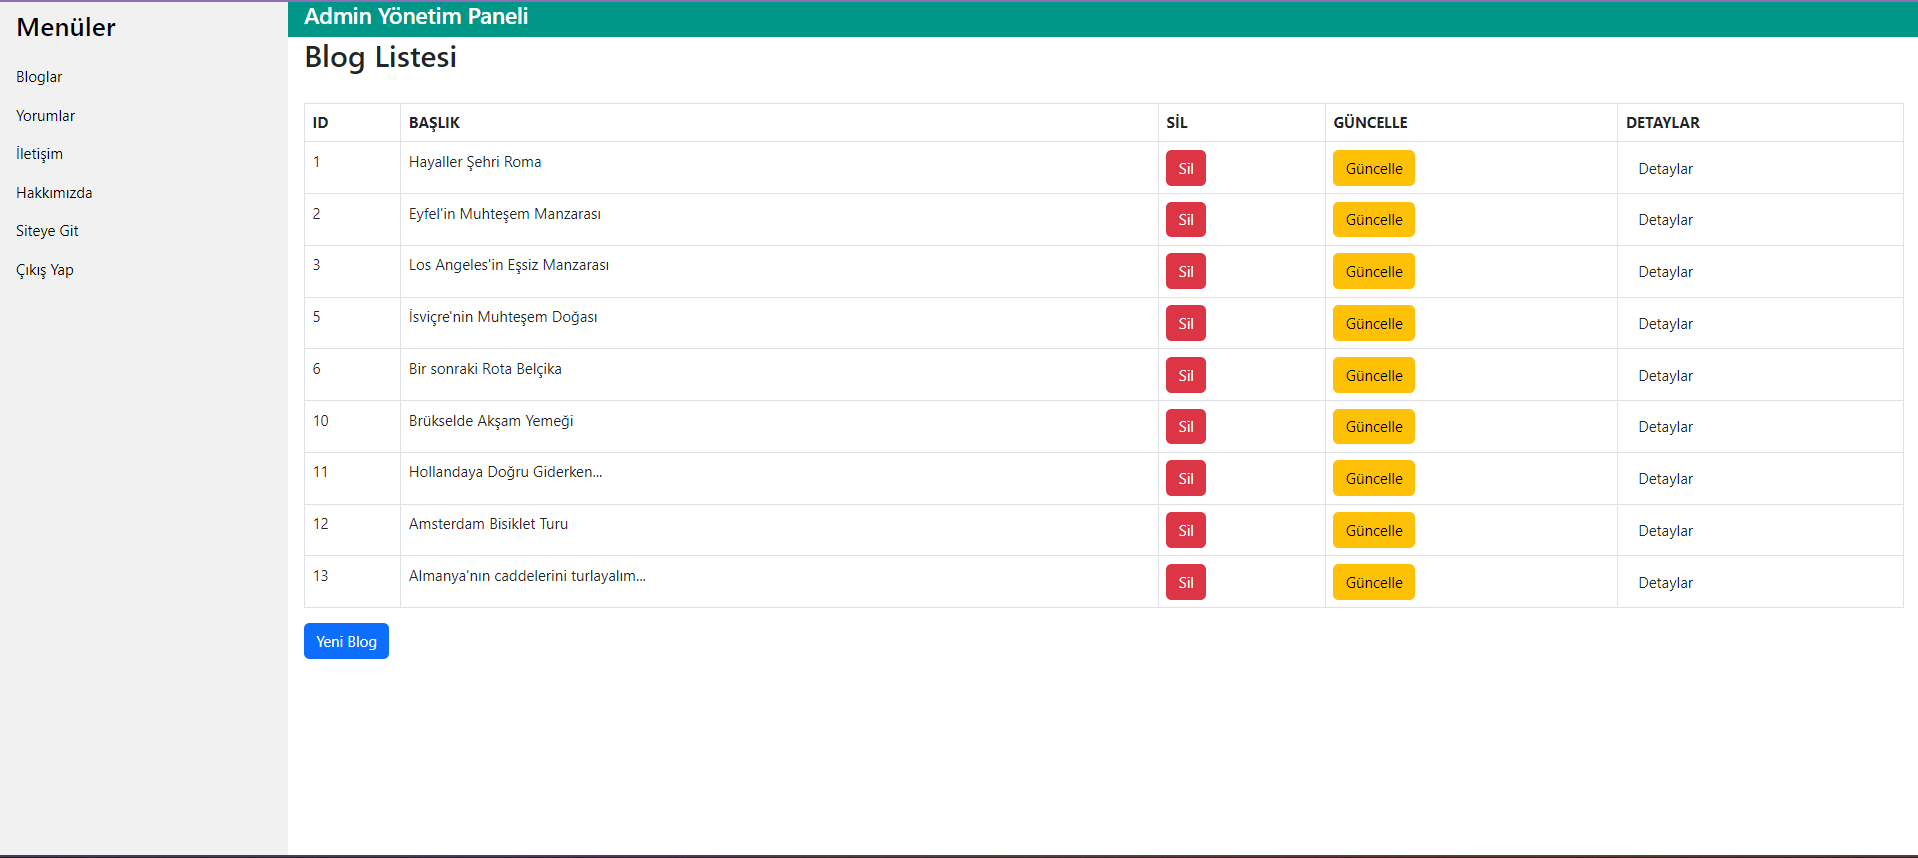 Menüler
Bloglar
Yorumlar
İletişim
Hakkımızda
Siteye Git
Çıkış Yap
Admin Yönetim Paneli
Blog Listesi
ID BAŞLIK SİL GÜNCELLE DETAYLAR
1 Hayaller Şehri Roma Sil Güncelle Detaylar
2 Eyfel'in Muhteşem Manzarası Sil Güncelle Detaylar
3 Los Angeles'in Eşsiz Manzarası Sil Güncelle Detaylar
5 İsviçre'nin Muhteşem Doğası Sil Güncelle Detaylar
6 Bir sonraki Rota Belçika Sil Güncelle Detaylar
10 Brükselde Akşam Yemeği Sil Güncelle Detaylar
11 Hollandaya Doğru Giderken... Sil Güncelle Detaylar
12 Amsterdam Bisiklet Turu Sil Güncelle Detaylar
13 Almanya'nın caddelerini turlayalım... Sil Güncelle Detaylar
Yeni Blog